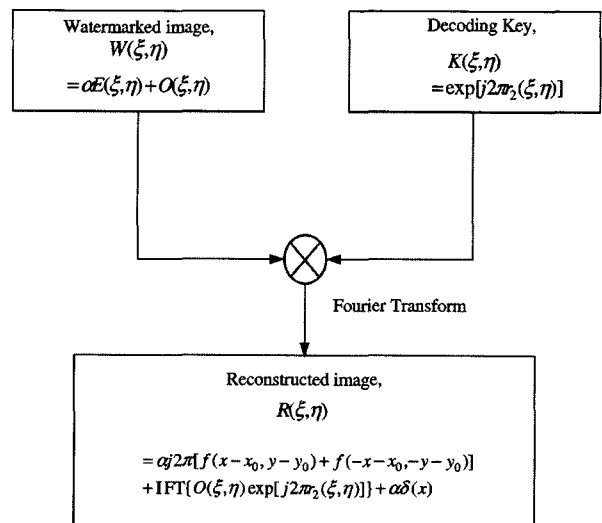 Watermarked image,
W(ξ,η)
=αE(ξ,η)+O(ξ,η)
Decoding Key,
K(ξ,η)
=exp[j2πr₂(ξ,η)]
Fourier Transform
Reconstructed image,
R(ξ,η)
=αj2π[f(x−x₀, y−y₀)+f(−x−x₀,−y−y₀)]
+IFT{O(ξ,η)exp[j2πr₂(ξ,η)]}+αδ(x)